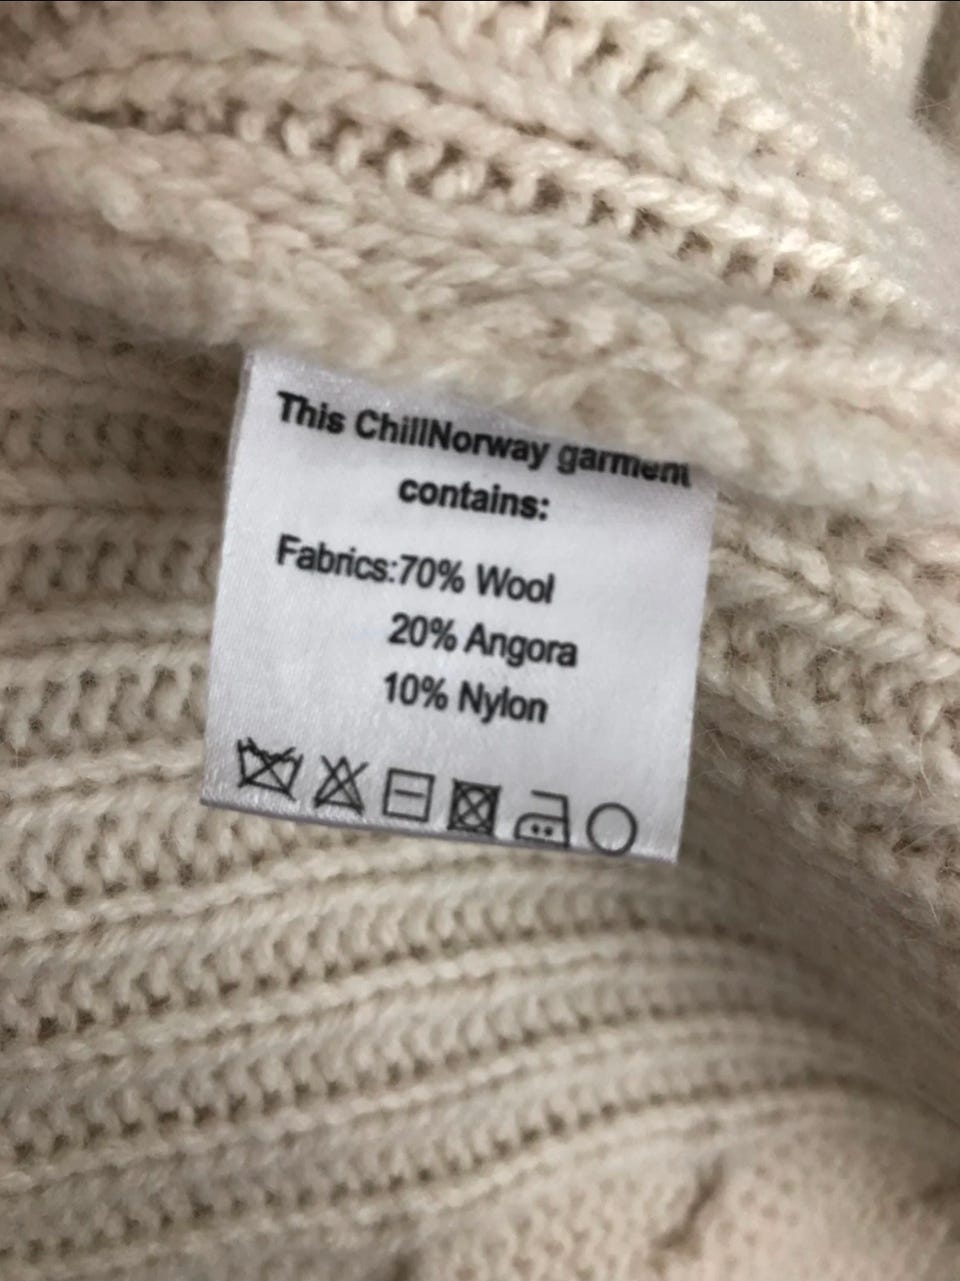 This ChillNorway garment
contains:
Fabrics:70% Wool
20% Angora
10% Nylon